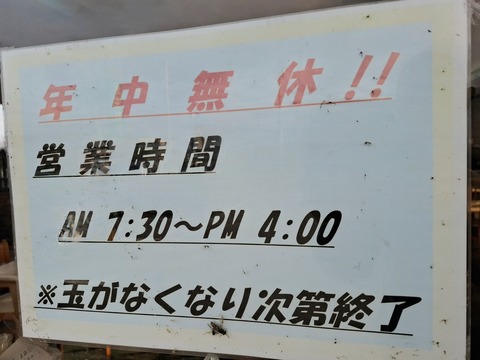 年中無休!!
営業時間
AM 7:30～PM 4:00
※玉がなくなり次第終了